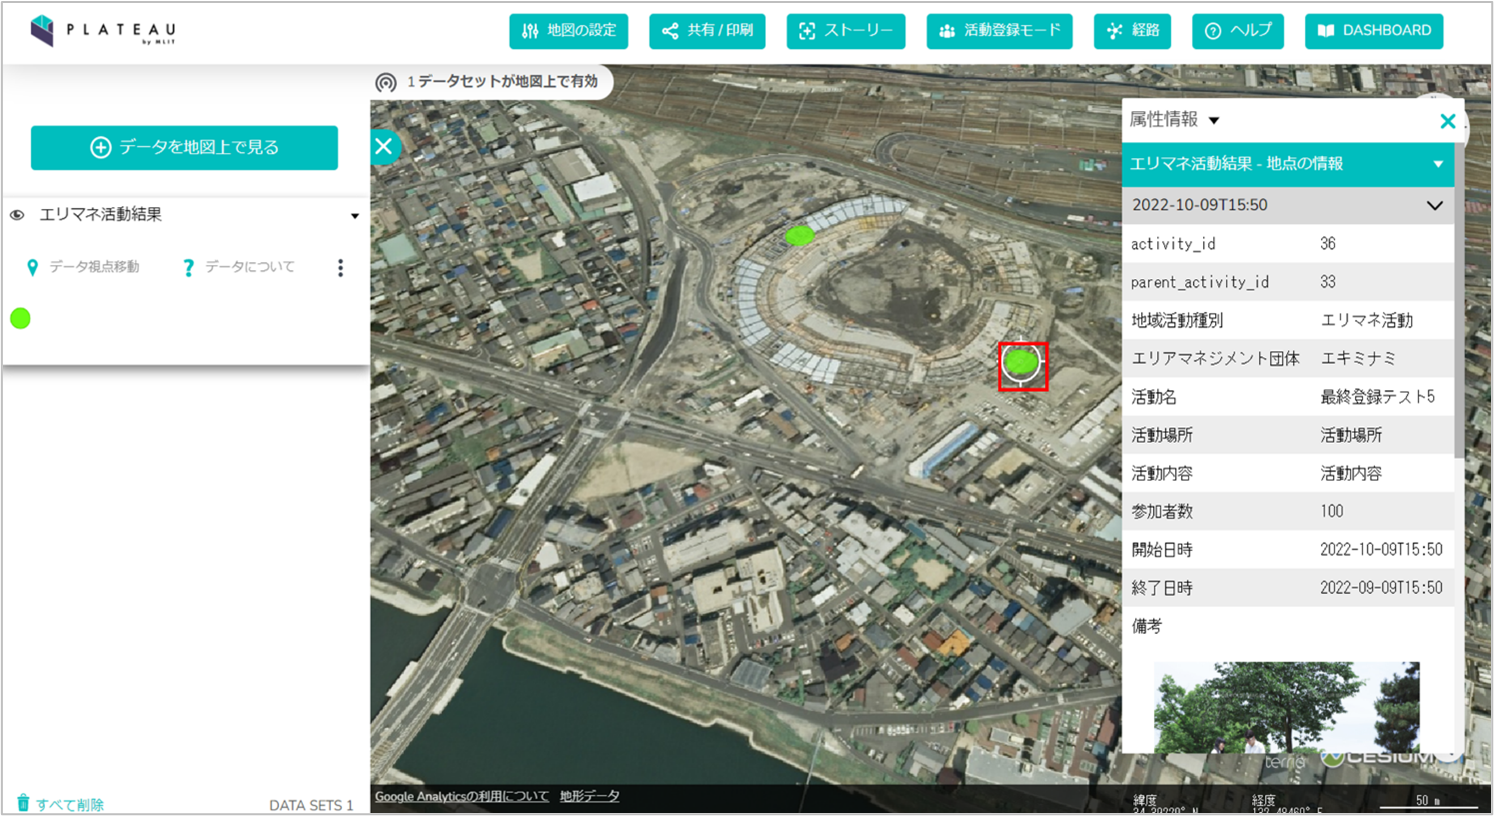 PLATEAU
by MLIT
地図の設定
共有 / 印刷
ストーリー
活動登録モード
経路
ヘルプ
DASHBOARD
1 データセットが地図上で有効
データを地図上で見る
エリマネ活動結果
データ視点移動
データについて
すべて削除
DATA SETS 1
属性情報
エリマネ活動結果 - 地点の情報
2022-10-09T15:50
activity_id 36
parent_activity_id 33
地域活動種別 エリマネ活動
エリアマネジメント団体 エキミナミ
活動名 最終登録テスト5
活動場所 活動場所
活動内容 活動内容
参加者数 100
開始日時 2022-10-09T15:50
終了日時 2022-09-09T15:50
備考
terria CESIUM
Google Analyticsの利用について 地形データ
緯度 経度
50 m